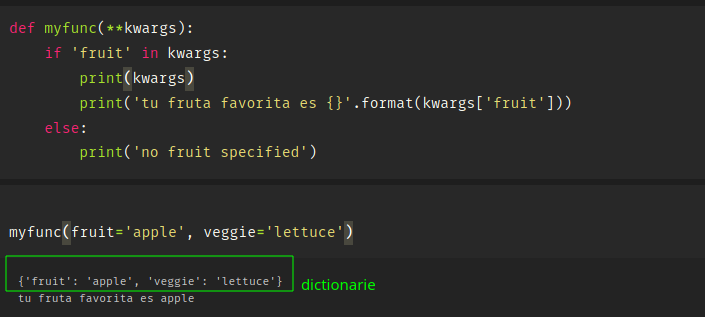 def myfunc(**kwargs):
    if 'fruit' in kwargs:
        print(kwargs)
        print('tu fruta favorita es {}'.format(kwargs['fruit']))
    else:
        print('no fruit specified')
myfunc(fruit='apple', veggie='lettuce')
{'fruit': 'apple', 'veggie': 'lettuce'} dictionarie
tu fruta favorita es apple